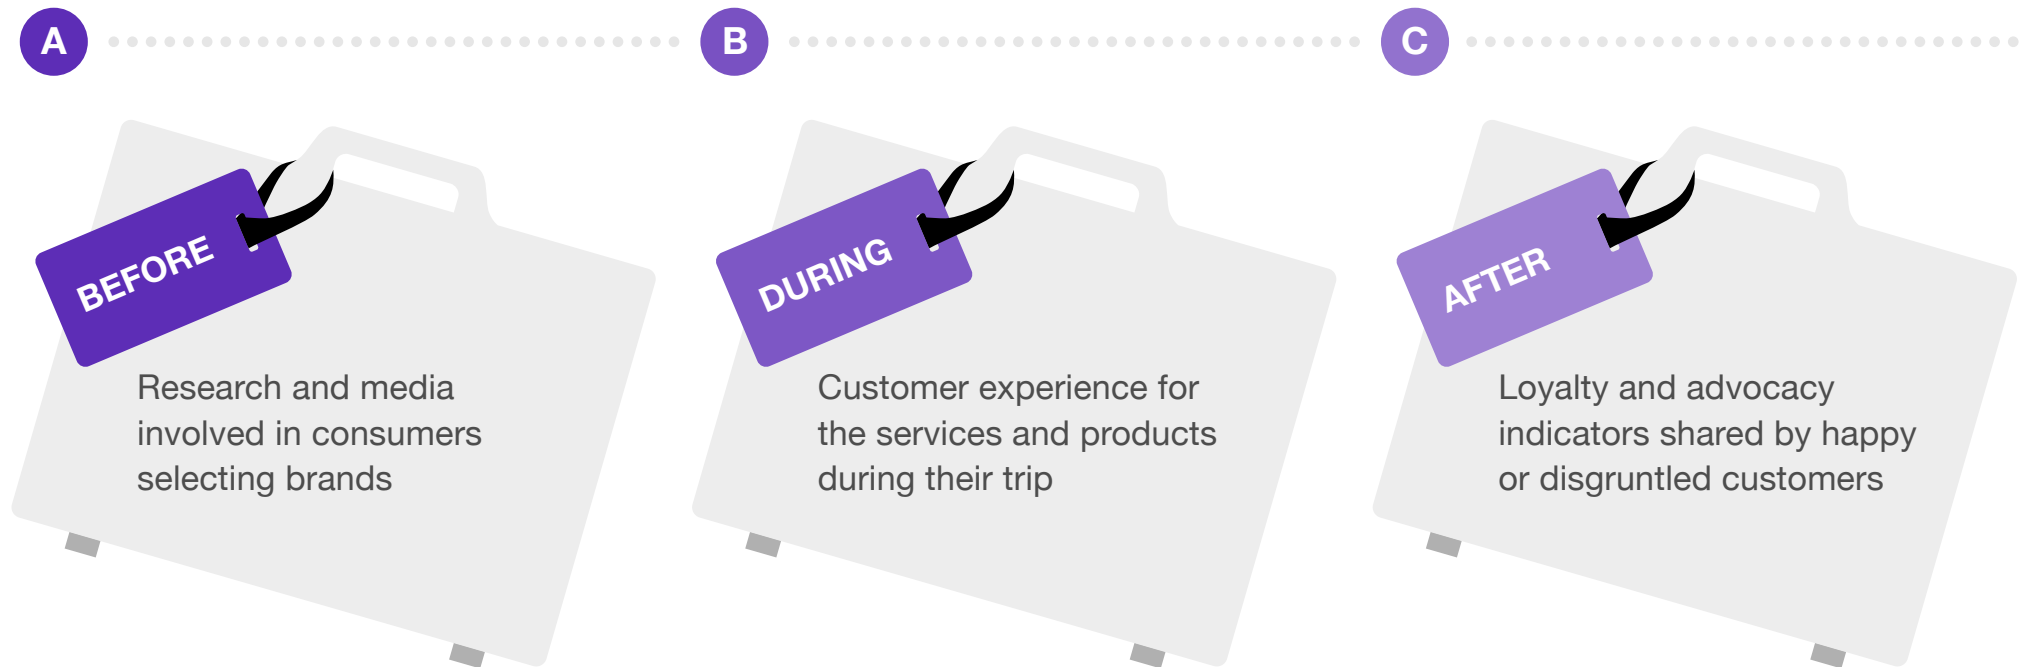 A
B
C
BEFORE
Research and media
involved in consumers
selecting brands
DURING
Customer experience for
the services and products
during their trip
AFTER
Loyalty and advocacy
indicators shared by happy
or disgruntled customers